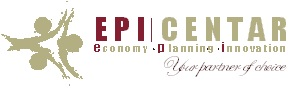 EPI|CENTAR
economy.planning.innovation
Your partner of choice